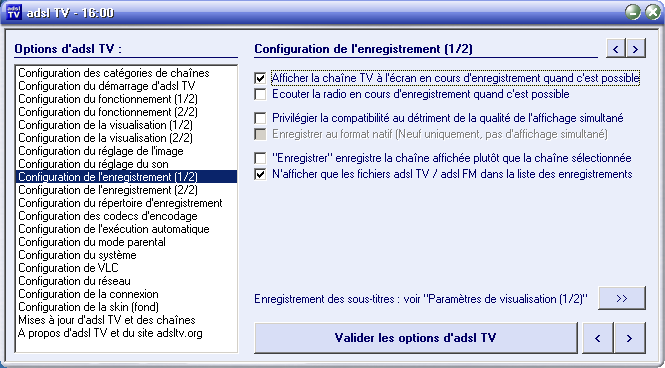 adsl TV
adsl TV - 16:00
Options d'adsl TV :
Configuration des catégories de chaînes
Configuration du démarrage d'adsl TV
Configuration du fonctionnement (1/2)
Configuration du fonctionnement (2/2)
Configuration de la visualisation (1/2)
Configuration de la visualisation (2/2)
Configuration du réglage de l'image
Configuration du réglage du son
Configuration de l'enregistrement (1/2)
Configuration de l'enregistrement (2/2)
Configuration du répertoire d'enregistrement
Configuration des codecs d'encodage
Configuration de l'exécution automatique
Configuration du mode parental
Configuration du système
Configuration de VLC
Configuration du réseau
Configuration de la connexion
Configuration de la skin (fond)
Mises à jour d'adsl TV et des chaînes
A propos d'adsl TV et du site adsltv.org
Configuration de l'enregistrement (1/2)
< >
Afficher la chaîne TV à l'écran en cours d'enregistrement quand c'est possible
Ecouter la radio en cours d'enregistrement quand c'est possible
Privilégier la compatibilité au détriment de la qualité de l'affichage simultané
Enregistrer au format natif (Neuf uniquement, pas d'affichage simultané)
"Enregistrer" enregistre la chaîne affichée plutôt que la chaîne sélectionnée
N'afficher que les fichiers adsl TV / adsl FM dans la liste des enregistrements
Enregistrement des sous-titres : voir "Paramètres de visualisation (1/2)" >>
Valider les options d'adsl TV < >